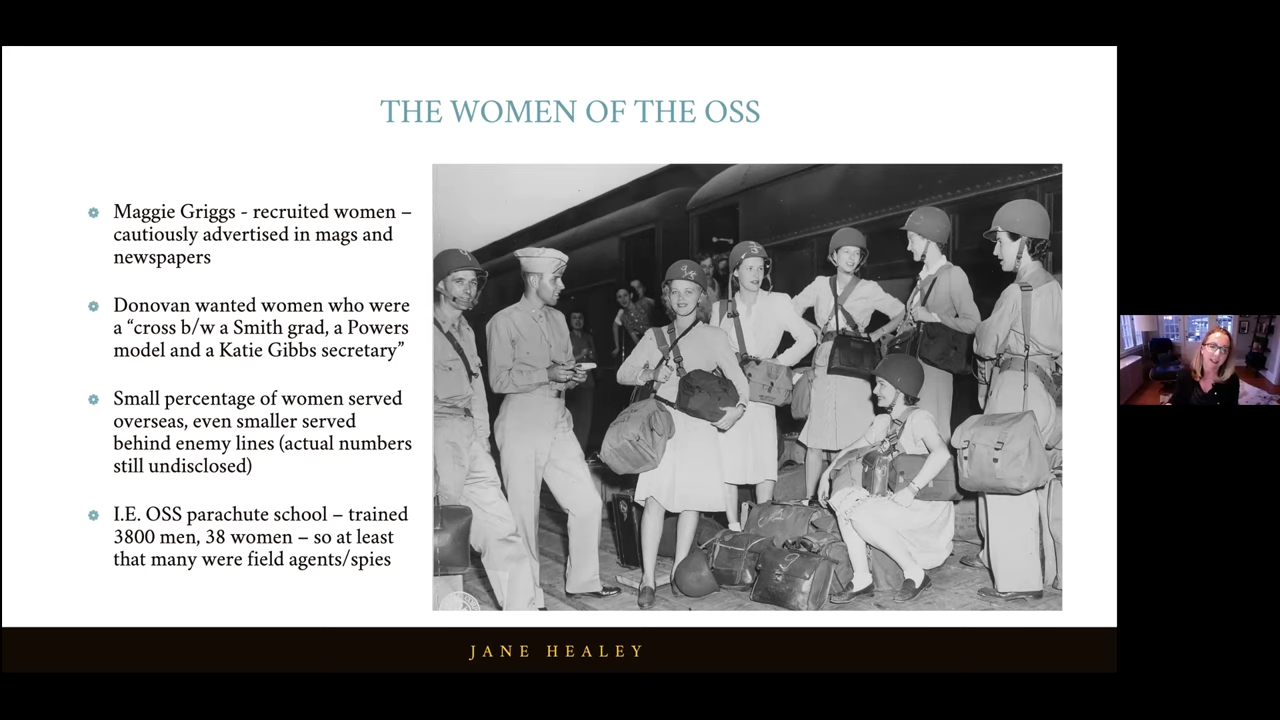 THE WOMEN OF THE OSS
Maggie Griggs - recruited women –
cautiously advertised in mags and
newspapers
Donovan wanted women who were
a “cross b/w a Smith grad, a Powers
model and a Katie Gibbs secretary”
Small percentage of women served
overseas, even smaller served
behind enemy lines (actual numbers
still undisclosed)
I.E. OSS parachute school – trained
3800 men, 38 women – so at least
that many were field agents/spies
JANE HEALEY